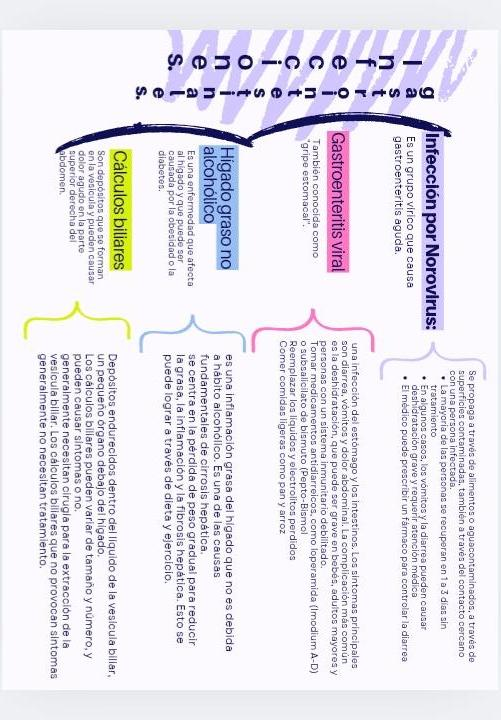 Infecciones
gastrointestinales.
Infección por Norovirus:
Es un grupo vírico que causa
gastroenteritis aguda.
Se propaga a través de alimentos o aguacontaminados, a través de
superficies contaminadas, también a través del contacto cercano
con una persona infectada.
• La mayoría de las personas se recuperan en 1 a 3 días sin
tratamiento
• En algunos casos, los vómitos y la diarrea pueden causar
deshidratación grave y requerir atención médica
• El médico puede prescribir un fármaco para controlar la diarrea
Gastroenteritis viral
También conocida como
"gripe estomacal".
una infección del estómago y los intestinos. Los síntomas principales
son diarrea, vómitos y dolor abdominal. La complicación más común
es la deshidratación, que puede ser grave en bebés, adultos mayores y
personas con un sistema inmunitario debilitado.
Tomar medicamentos antidiarreicos, como loperamida (Imodium A-D)
o subsalicilato de bismuto (Pepto-Bismol)
Reemplazar los líquidos y electrolitos perdidos
Comer comidas ligeras como pan y arroz
Hígado graso no
alcohólico
Es una enfermedad que afecta
al hígado y que puede ser
causada por la obesidad o la
diabetes.
es una inflamación grasa del hígado que no es debida
a hábito alcohólico. Es una de las causas
fundamentales de cirrosis hepática.
se centra en la pérdida de peso gradual para reducir
la grasa, la inflamación y la fibrosis hepática. Esto se
puede lograr a través de dieta y ejercicio.
Cálculos biliares
Son depósitos que se forman
en la vesícula y pueden causar
dolor agudo en la parte
superior derecha del
abdomen.
Depósitos endurecidos dentro del líquido de la vesícula biliar,
un pequeño órgano debajo del hígado.
Los cálculos biliares pueden variar de tamaño y número, y
pueden causar síntomas o no.
generalmente necesitan cirugía para la extracción de la
vesícula biliar. Los cálculos biliares que no provocan síntomas
generalmente no necesitan tratamiento.